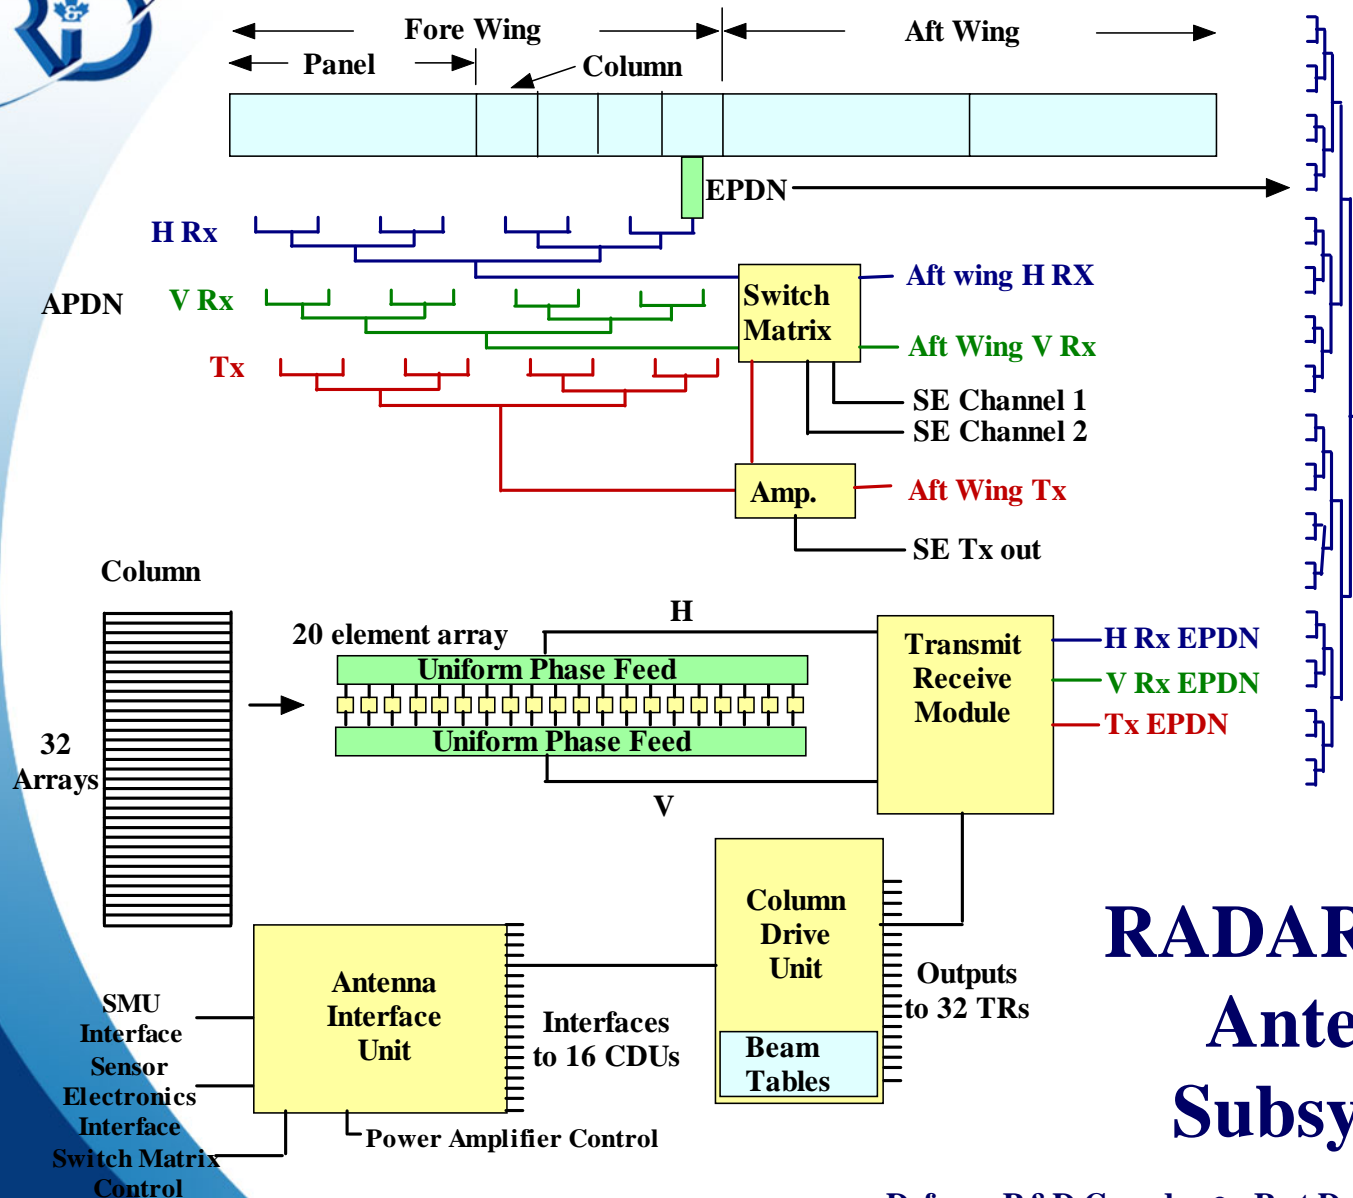 &
Fore Wing
Aft Wing
Panel
Column
EPDN
H Rx
Aft wing H RX
APDN
V Rx
Switch
Matrix
Aft Wing V Rx
Tx
SE Channel 1
SE Channel 2
Amp.
Aft Wing Tx
SE Tx out
Column
H
20 element array
Uniform Phase Feed
Uniform Phase Feed
V
Transmit
Receive
Module
H Rx EPDN
V Rx EPDN
Tx EPDN
32
Arrays
Column
Drive
Unit
Outputs
to 32 TRs
Beam
Tables
Antenna
Interface
Unit
Interfaces
to 16 CDUs
SMU
Interface
Sensor
Electronics
Interface
Switch Matrix
Control
Power Amplifier Control
RADAR
Ante
Subsy